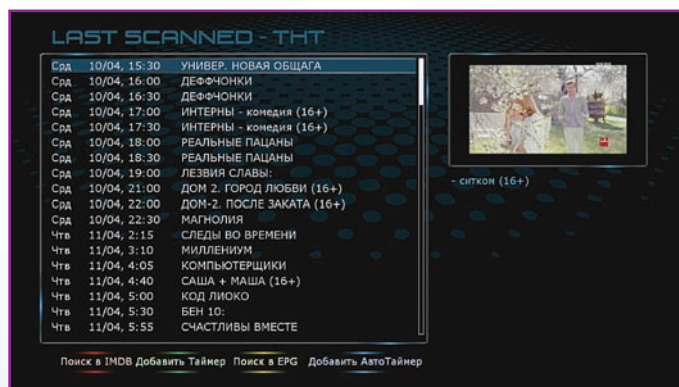 LAST SCANNED - ТНТ
Срд 10/04, 15:30 УНИВЕР. НОВАЯ ОБЩАГА
Срд 10/04, 16:00 ДЕФФЧОНКИ
Срд 10/04, 16:30 ДЕФФЧОНКИ
Срд 10/04, 17:00 ИНТЕРНЫ - комедия (16+)
Срд 10/04, 17:30 ИНТЕРНЫ - комедия (16+)
Срд 10/04, 18:00 РЕАЛЬНЫЕ ПАЦАНЫ
Срд 10/04, 18:30 РЕАЛЬНЫЕ ПАЦАНЫ
Срд 10/04, 19:00 ЛЕЗВИЯ СЛАВЫ:
Срд 10/04, 21:00 ДОМ 2. ГОРОД ЛЮБВИ (16+)
Срд 10/04, 22:00 ДОМ-2. ПОСЛЕ ЗАКАТА (16+)
Срд 10/04, 22:30 МАГНОЛИЯ
Чтв 11/04, 2:15 СЛЕДЫ ВО ВРЕМЕНИ
Чтв 11/04, 3:10 МИЛЛЕНИУМ
Чтв 11/04, 4:05 КОМПЬЮТЕРЩИКИ
Чтв 11/04, 4:40 САША + МАША (16+)
Чтв 11/04, 5:00 КОД ЛИОКО
Чтв 11/04, 5:30 БЕН 10:
Чтв 11/04, 5:55 СЧАСТЛИВЫ ВМЕСТЕ
- ситком (16+)
Поиск в IMDB Добавить Таймер Поиск в EPG Добавить АвтоТаймер